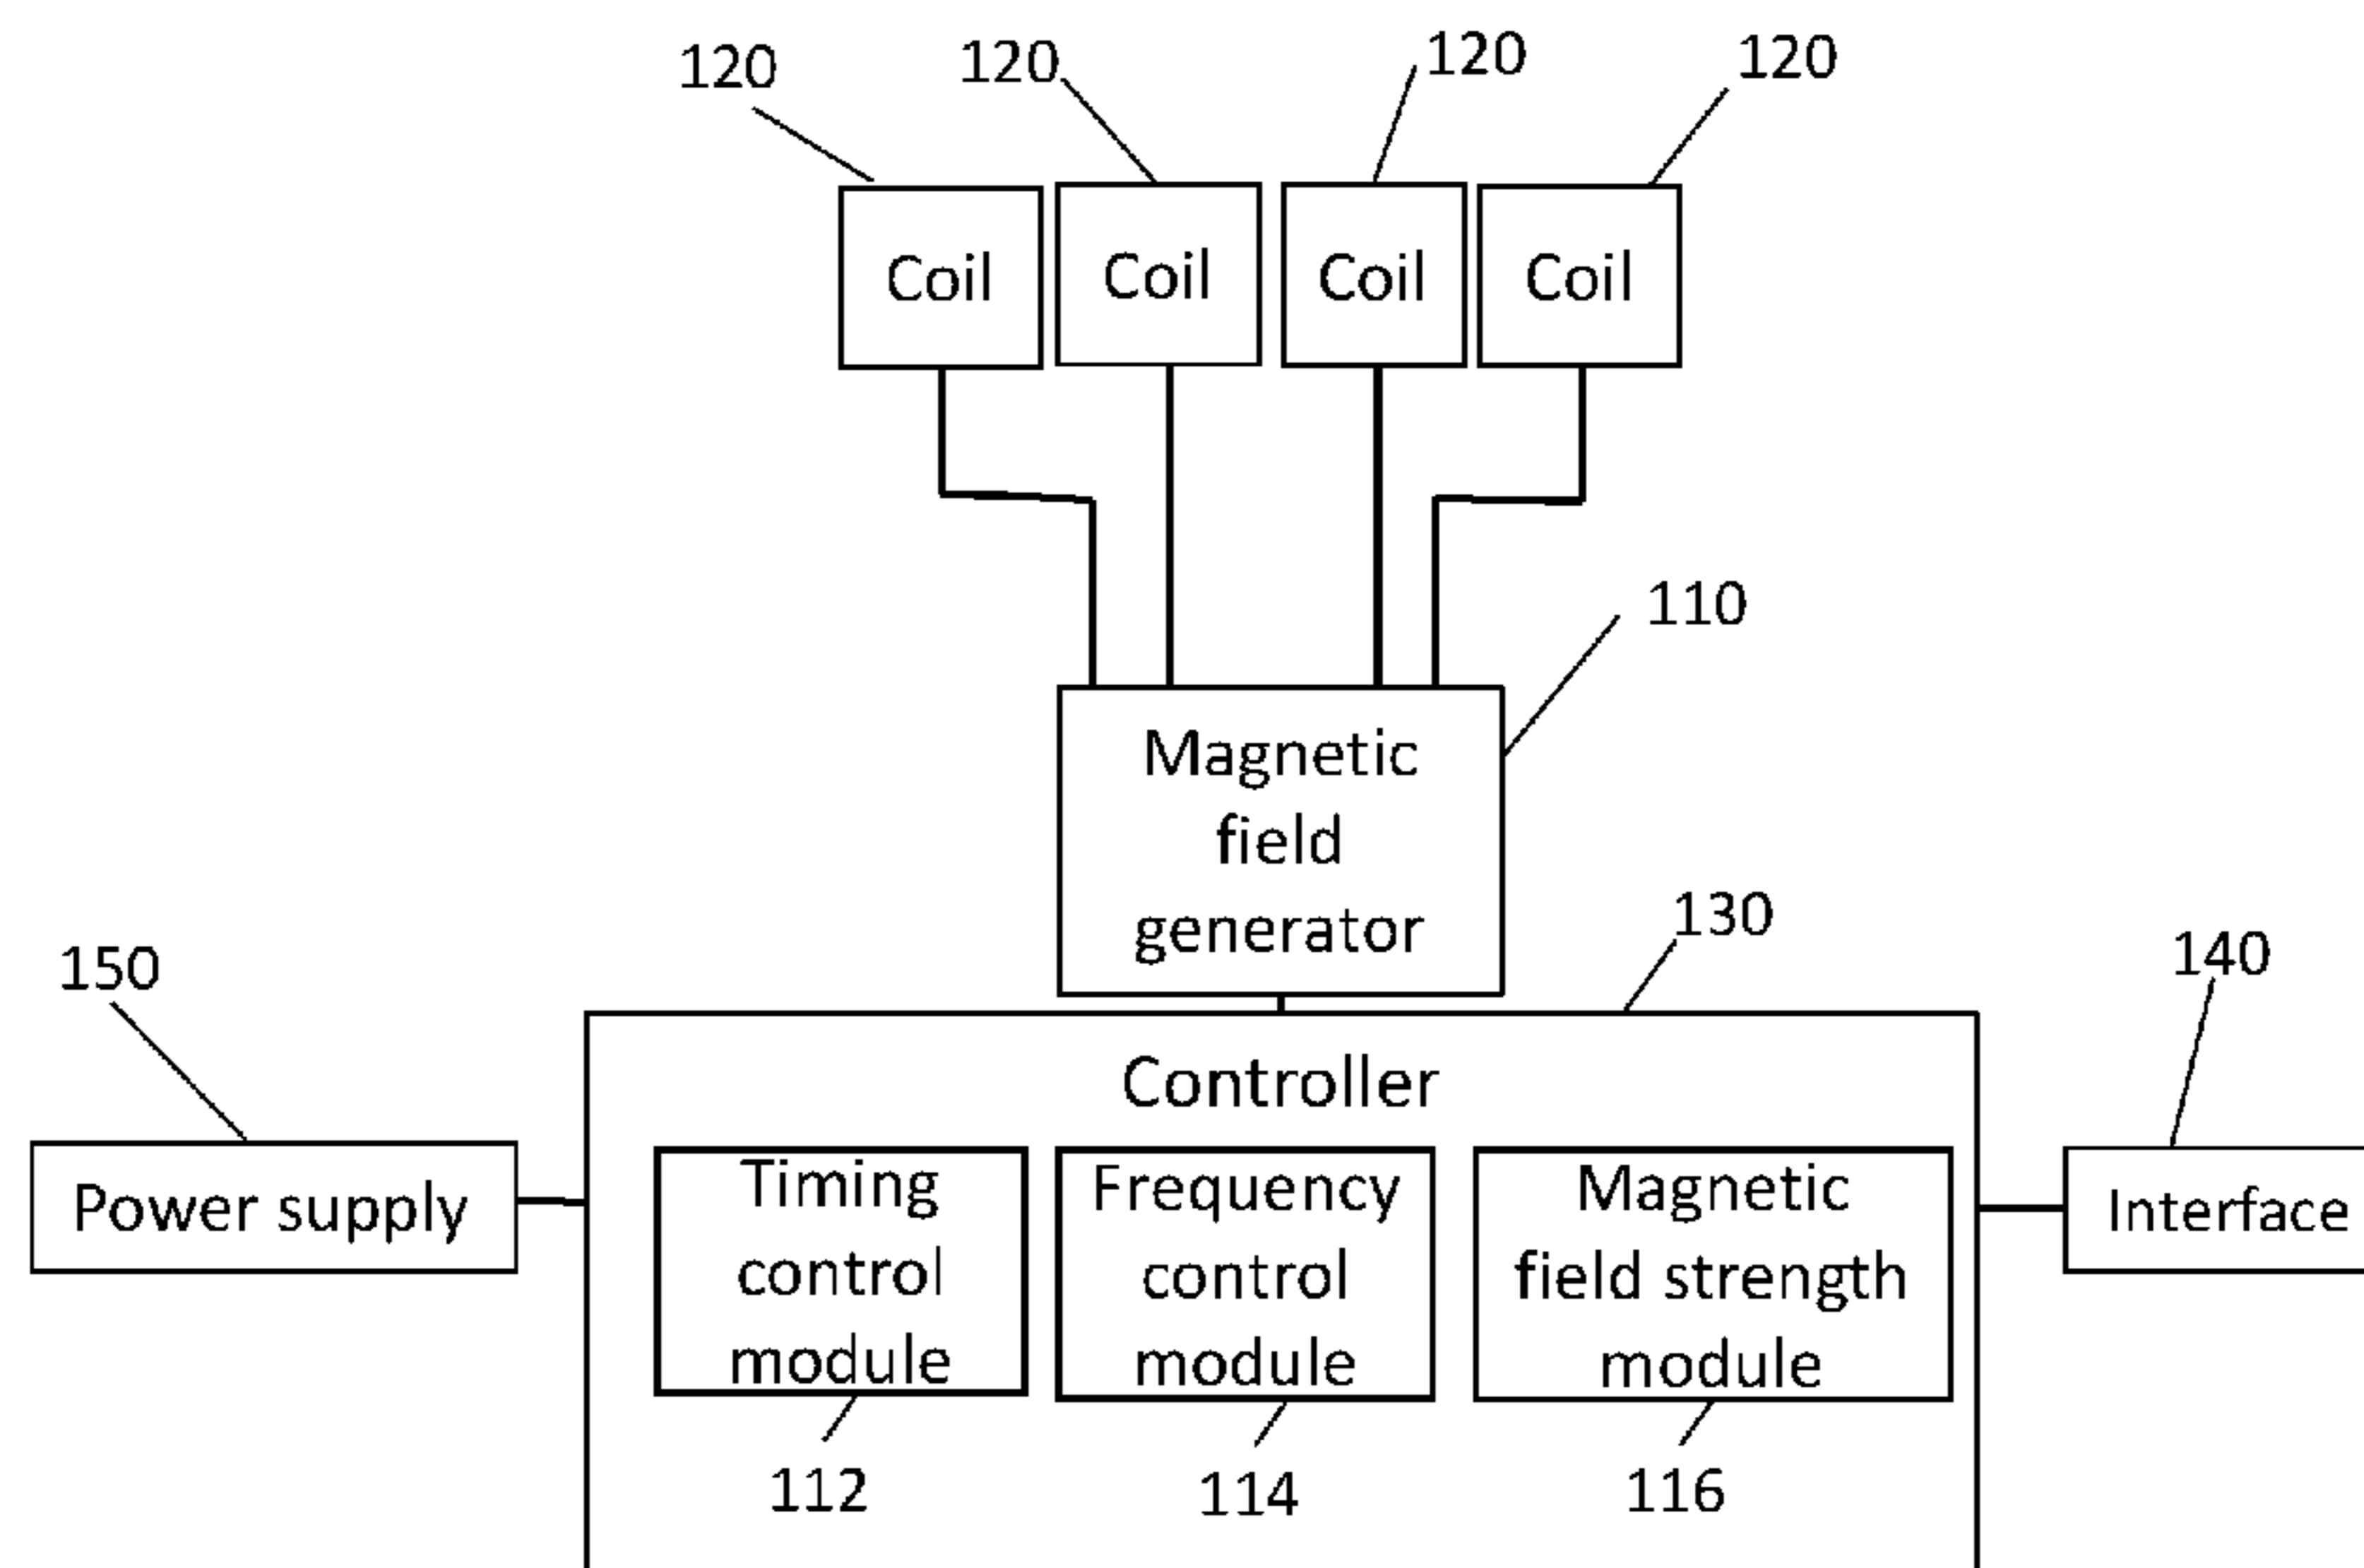 120
120
120
120
Coil
Coil
Coil
Coil
110
Magnetic
field
generator
130
150
140
Controller
Power supply
Timing
control
module
Frequency
control
module
Magnetic
field strength
module
Interface
112
114
116